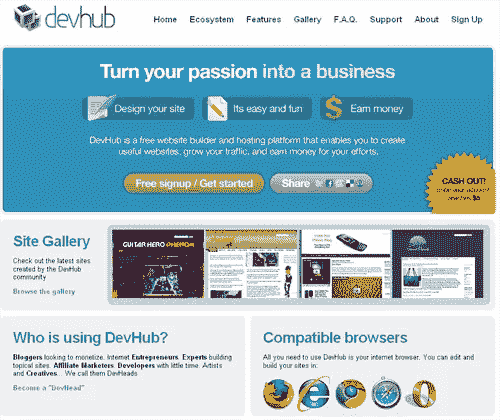 devhub
Home Ecosystem Features Gallery F.A.Q. Support About Sign Up
Turn your passion into a business
Design your site Its easy and fun Earn money
DevHub is a free website builder and hosting platform that enables you to create
useful websites, grow your traffic, and earn money for your efforts.
Free signup / Get started Share
CASH OUT!
$5
Site Gallery
Check out the latest sites
created by the DevHub
community
Browse the gallery
GUITAR HERO PHENOM
Who is using DevHub?
Bloggers looking to monetize. Internet Entrepreneurs. Experts building
topical sites. Affiliate Marketers. Developers with little time. Artists
and Creatives... We call them DevHeads
Become a "DevHead"
Compatible browsers
All you need to use DevHub is your internet browser. You can edit and
build your sites in: